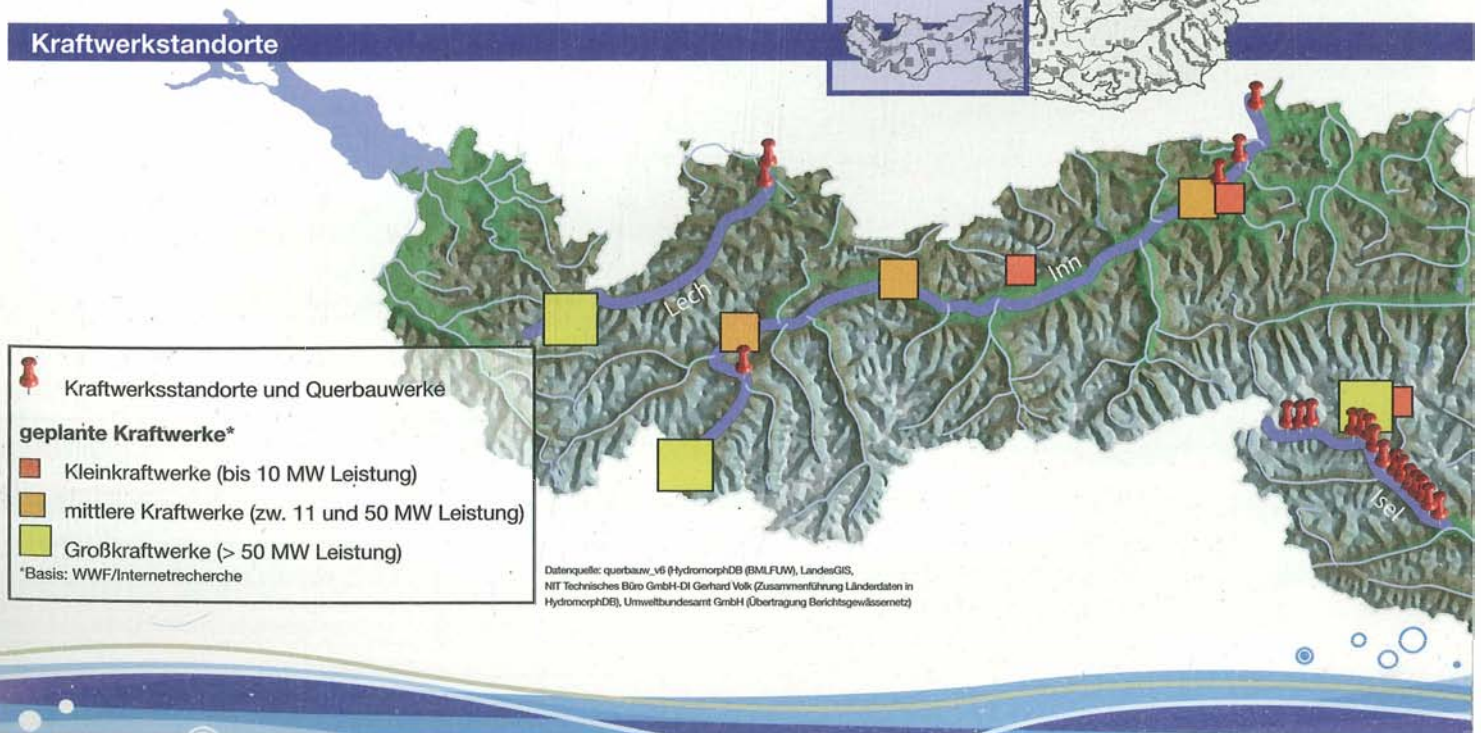 Kraftwerkstandorte
Lech
Inn
Isel
Kraftwerksstandorte und Querbauwerke
geplante Kraftwerke*
Kleinkraftwerke (bis 10 MW Leistung)
mittlere Kraftwerke (zw. 11 und 50 MW Leistung)
Großkraftwerke (> 50 MW Leistung)
*Basis: WWF/Internetrecherche
Datenquelle: querbauw_v6 (HydromorphDB (BMLFUW), LandesGIS,
NIT Technisches Büro GmbH-DI Gerhard Volk (Zusammenführung Länderdaten in
HydromorphDB), Umweltbundesamt GmbH (Übertragung Berichtsgewässernetz)